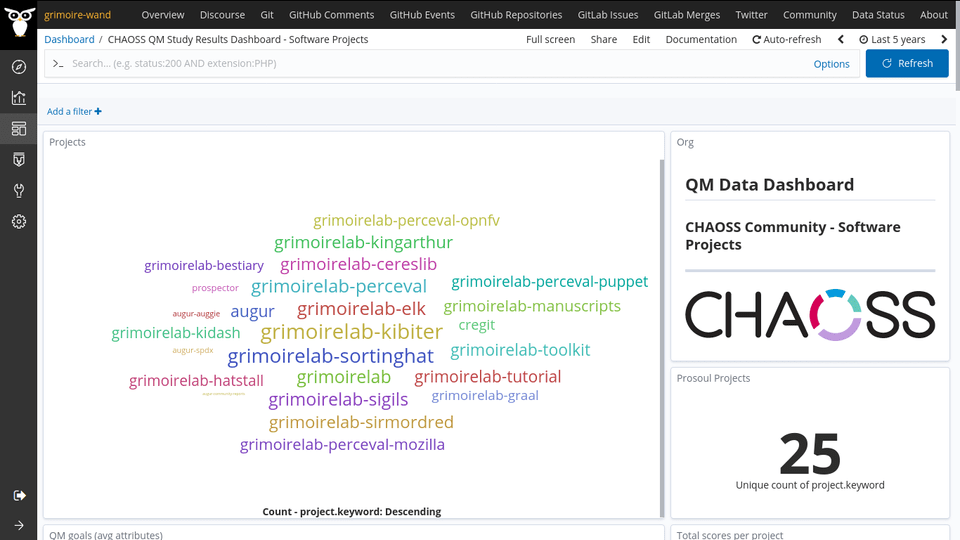 grimoire-wand Overview Discourse Git GitHub Comments GitHub Events GitHub Repositories GitLab Issues GitLab Merges Twitter Community Data Status About
Dashboard / CHAOSS QM Study Results Dashboard - Software Projects Full screen Share Edit Documentation Auto-refresh Last 5 years
>_ Search... (e.g. status:200 AND extension:PHP) Options Refresh
Add a filter
Projects
grimoirelab-perceval-opnfv
grimoirelab-kingarthur
grimoirelab-bestiary grimoirelab-cereslib
prospector grimoirelab-perceval grimoirelab-perceval-puppet
augur-auggie augur grimoirelab-elk grimoirelab-manuscripts
grimoirelab-kidash grimoirelab-kibiter cregit
augur-spdx grimoirelab-sortinghat grimoirelab-toolkit
grimoirelab-hatstall grimoirelab grimoirelab-tutorial
grimoirelab-sigils grimoirelab-graal
grimoirelab-sirmordred
grimoirelab-perceval-mozilla
Count - project.keyword: Descending
Org
QM Data Dashboard
CHAOSS Community - Software
Projects
CHAOSS
Prosoul Projects
25
Unique count of project.keyword
QM goals (avg attributes)
Total scores per project